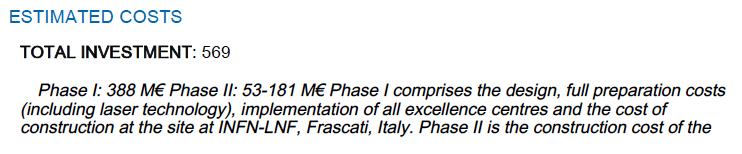 ESTIMATED COSTS
TOTAL INVESTMENT: 569
Phase I: 388 M€ Phase II: 53-181 M€ Phase I comprises the design, full preparation costs
(including laser technology), implementation of all excellence centres and the cost of
construction at the site at INFN-LNF, Frascati, Italy. Phase II is the construction cost of the